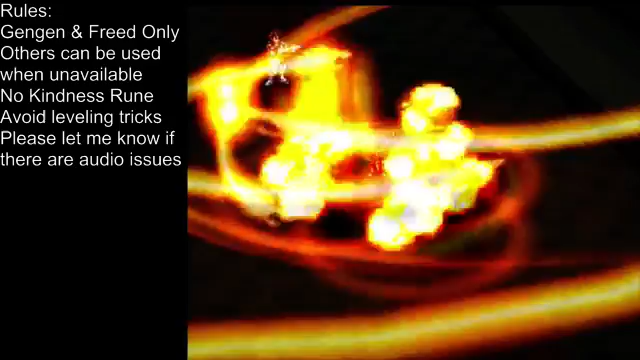 Rules:
Gengen & Freed Only
Others can be used
when unavailable
No Kindness Rune
Avoid leveling tricks
Please let me know if
there are audio issues